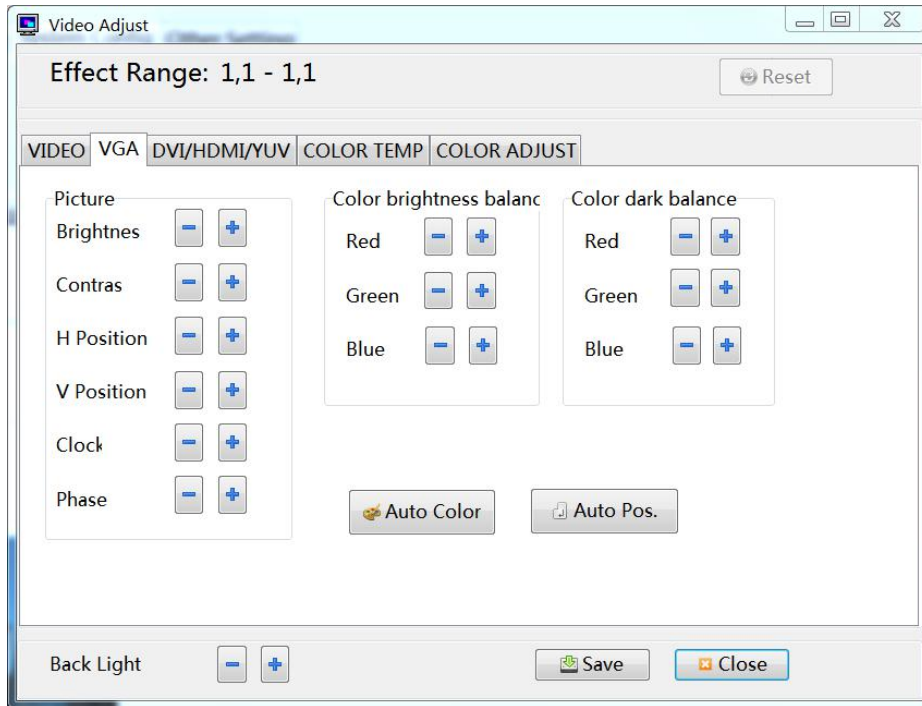 Video Adjust
Effect Range: 1,1 - 1,1
Reset
VIDEO VGA DVI/HDMI/YUV COLOR TEMP COLOR ADJUST
Picture
Brightnes
Contras
H Position
V Position
Clock
Phase
Color brightness balanc
Red
Green
Blue
Color dark balance
Red
Green
Blue
Auto Color
Auto Pos.
Back Light
Save
Close